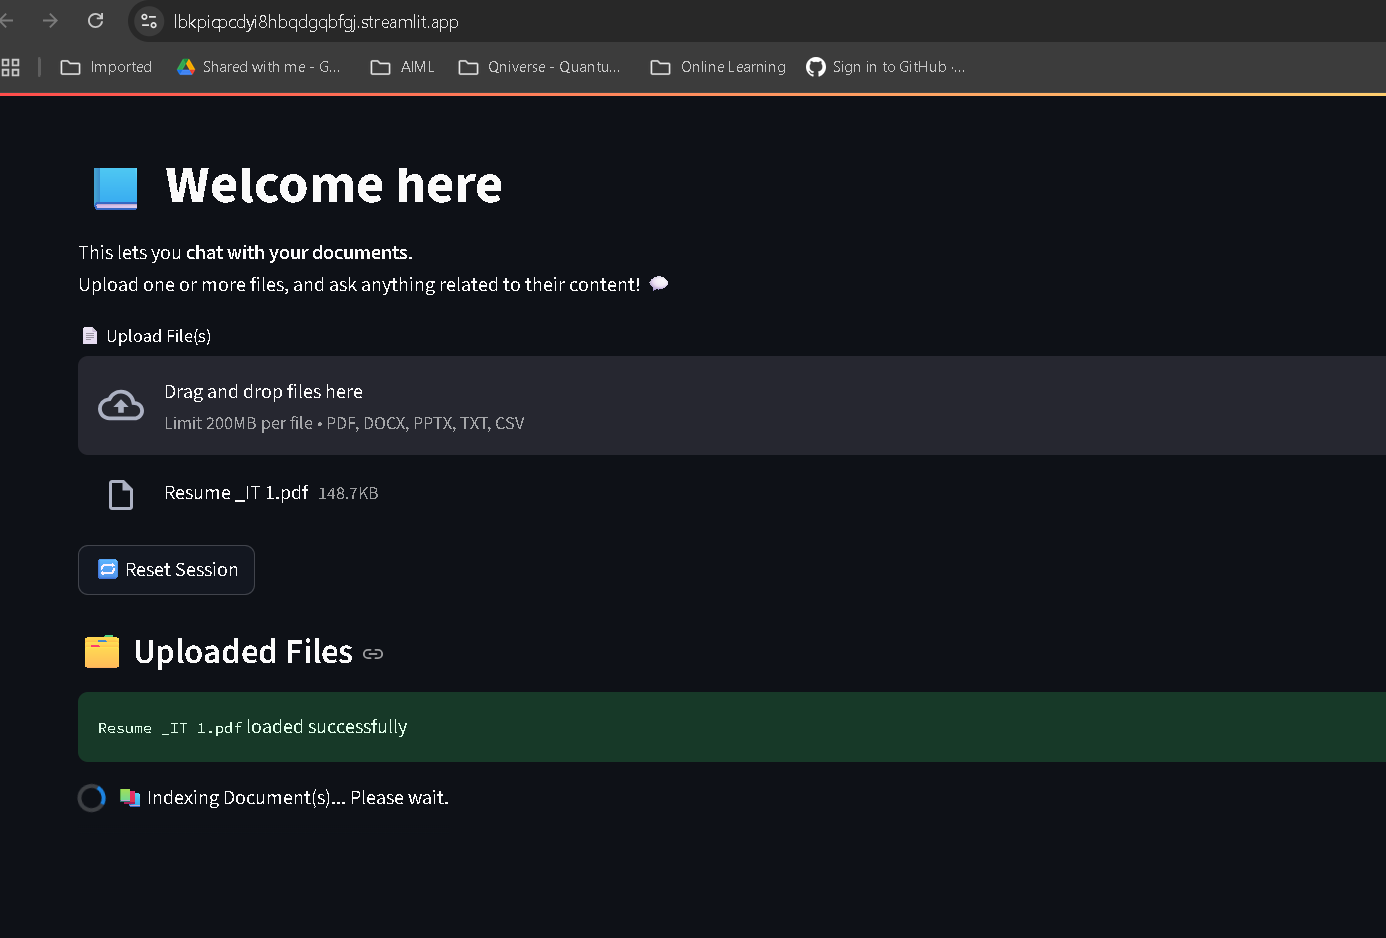 lbkpiqpcdyi8hbqdgqbfgj.streamlit.app
Imported
Shared with me - G...
AIML
Qniverse - Quantu...
Online Learning
Sign in to GitHub ·...
Welcome here
This lets you chat with your documents.
Upload one or more files, and ask anything related to their content!
Upload File(s)
Drag and drop files here
Limit 200MB per file • PDF, DOCX, PPTX, TXT, CSV
Resume _IT 1.pdf 148.7KB
Reset Session
Uploaded Files
Resume _IT 1.pdf loaded successfully
Indexing Document(s)... Please wait.